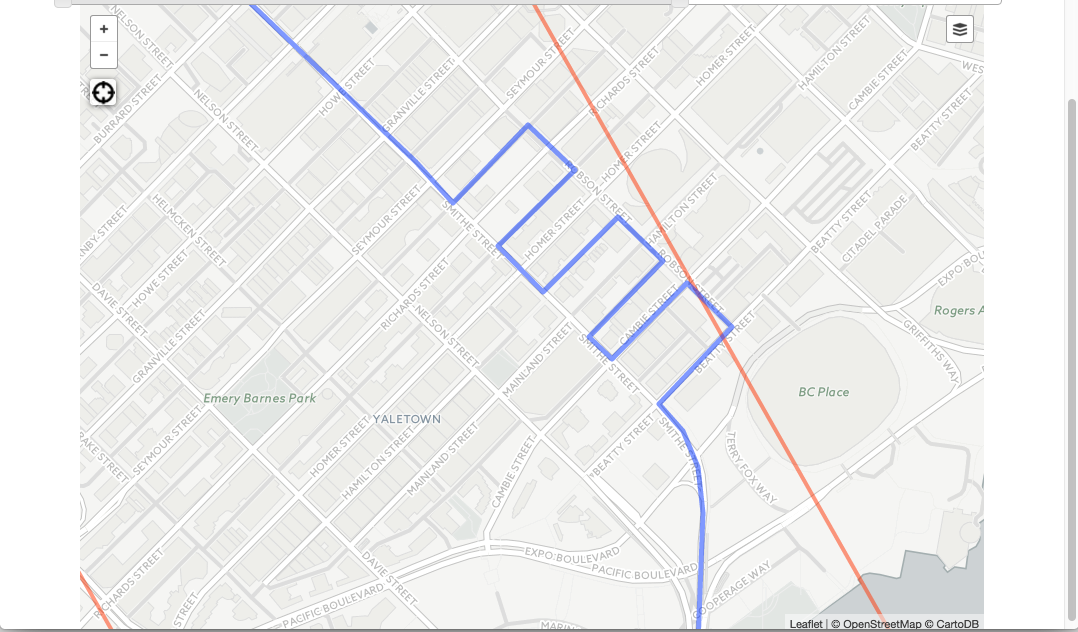 +
NELSON STREET
SEYMOUR STREET
HOMER STREET
HAMILTON STREET
−
HOWE STREET
GRANVILLE STREET
RICHARDS STREET
CAMBIE STREET
WES
BURRARD STREET
NELSON STREET
BEATTY STREET
HOMER STREET
ROBSON STREET
HELMCKEN STREET
SEYMOUR STREET
SMITHE STREET
HOMER STREET
HAMILTON STREET
BEATTY STREET
CITADEL PARADE
NBY STREET
HOWE STREET
RICHARDS STREET
ROBSON STREET
EXPO BOU
DAVIE STREET
GRANVILLE STREET
NELSON STREET
MAINLAND STREET
SMITHE STREET
CAMBIE STREET
BEATTY STREET
Rogers A
GRIFFITHS WAY
BC Place
Emery Barnes Park
YALETOWN
SEYMOUR STREET
HOMER STREET
HAMILTON STREET
MAINLAND STREET
CAMBIE STREET
BEATTY STREET
SMITHE STREET
TERRY FOX WAY
RAKE STREET
EXPO BOULEVARD
PACIFIC BOULEVARD
DAVIE STREET
RICHARDS STREET
STREET
PACIFIC BOULEVARD
COOPERAGE WAY
MARIN
Leaflet | © OpenStreetMap © CartoDB